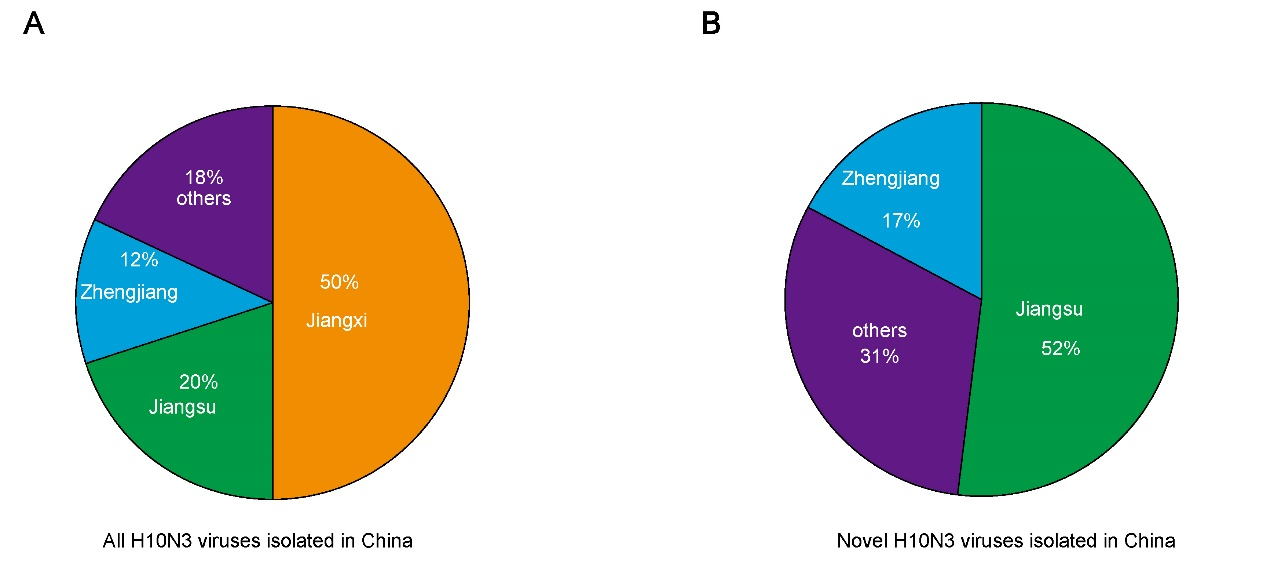 A
18%
others
12%
Zhengjiang
50%
Jiangxi
20%
Jiangsu
All H10N3 viruses isolated in China
B
Zhengjiang
17%
Jiangsu
52%
others
31%
Novel H10N3 viruses isolated in China